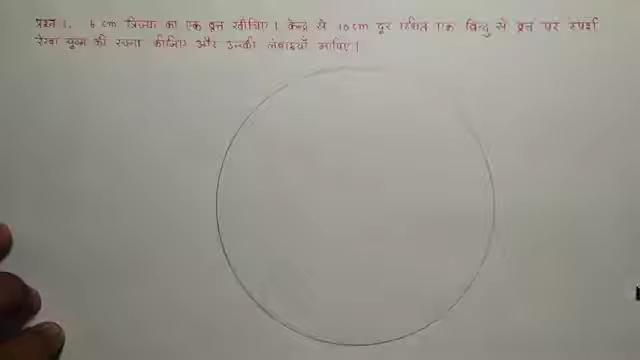 प्रश्न 1. 6 cm त्रिज्या का एक वृत्त खींचिए। केन्द्र से 10 cm दूर स्थित एक बिन्दु से वृत्त पर स्पर्श
रेखा युग्म की रचना कीजिए और उनकी लंबाइयाँ मापिए।